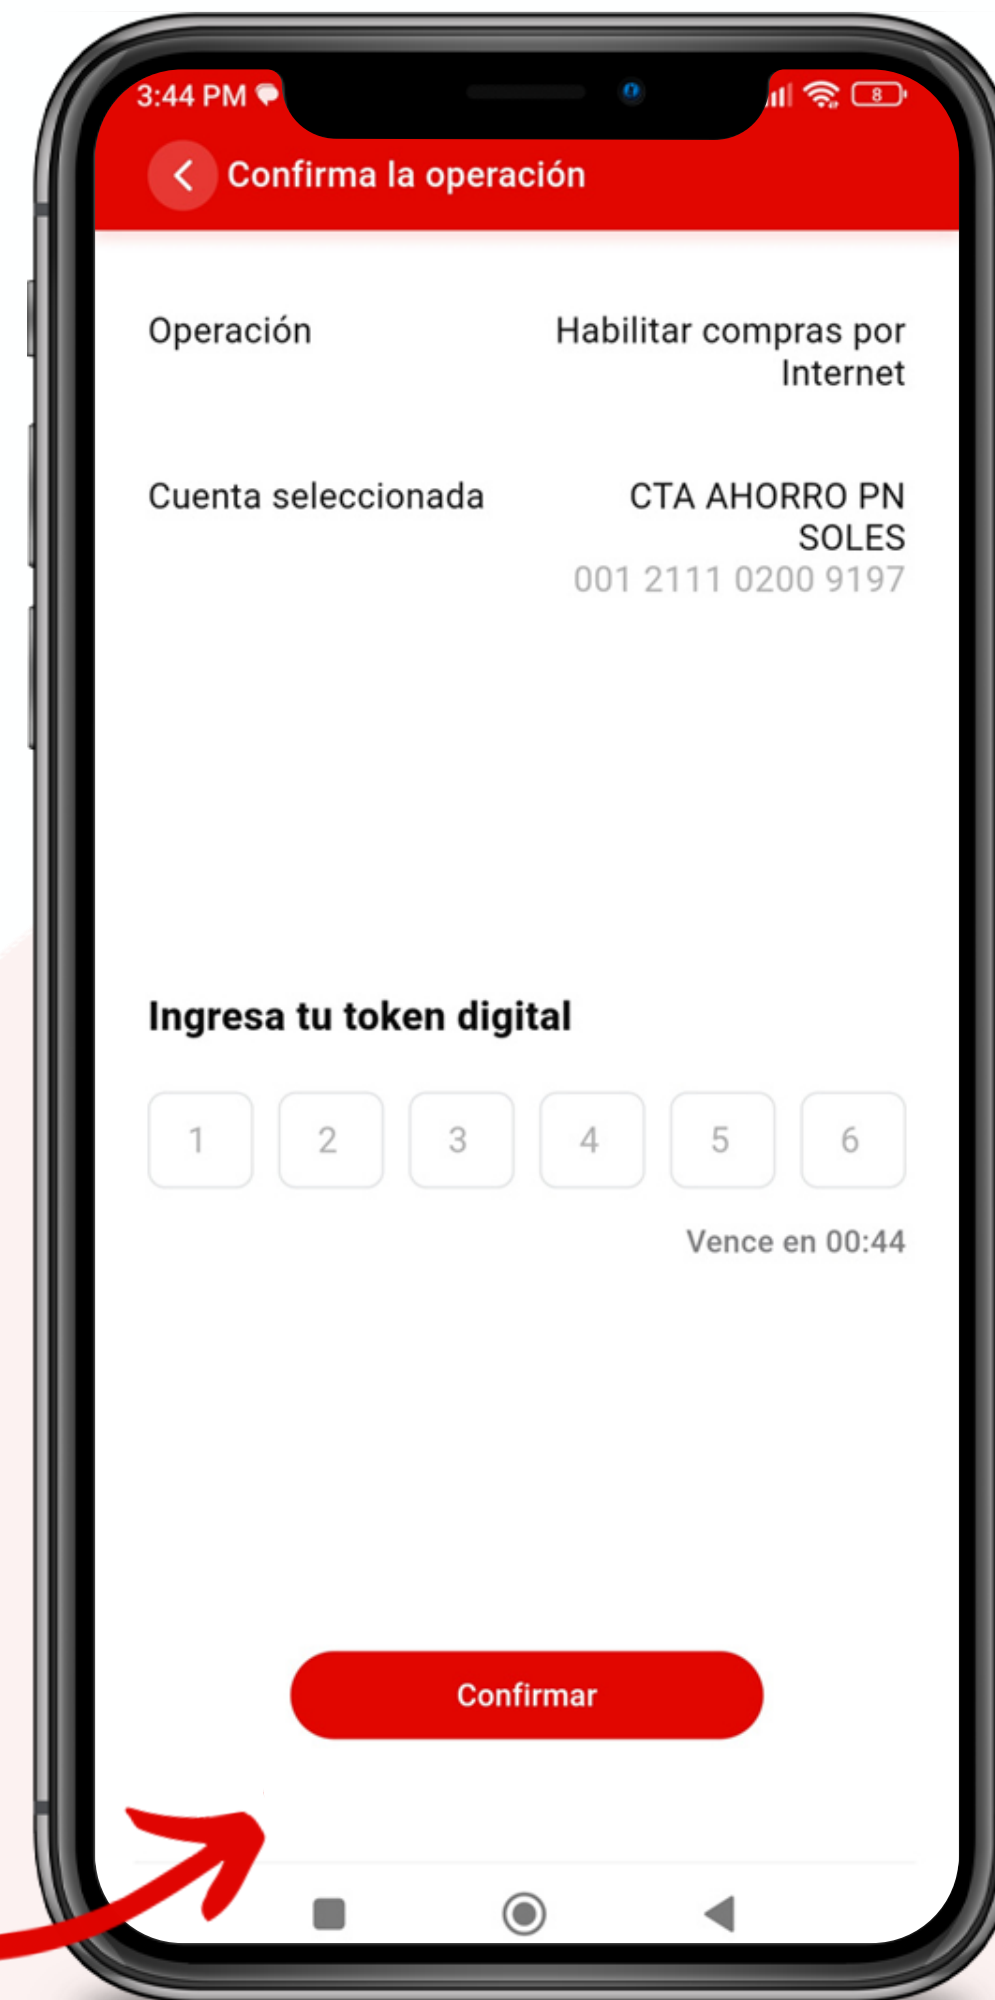 3:44 PM
8
Confirma la operación
Operación
Habilitar compras por
Internet
Cuenta seleccionada
CTA AHORRO PN
SOLES
001 2111 0200 9197
Ingresa tu token digital
1 2 3 4 5 6
Vence en 00:44
Confirmar